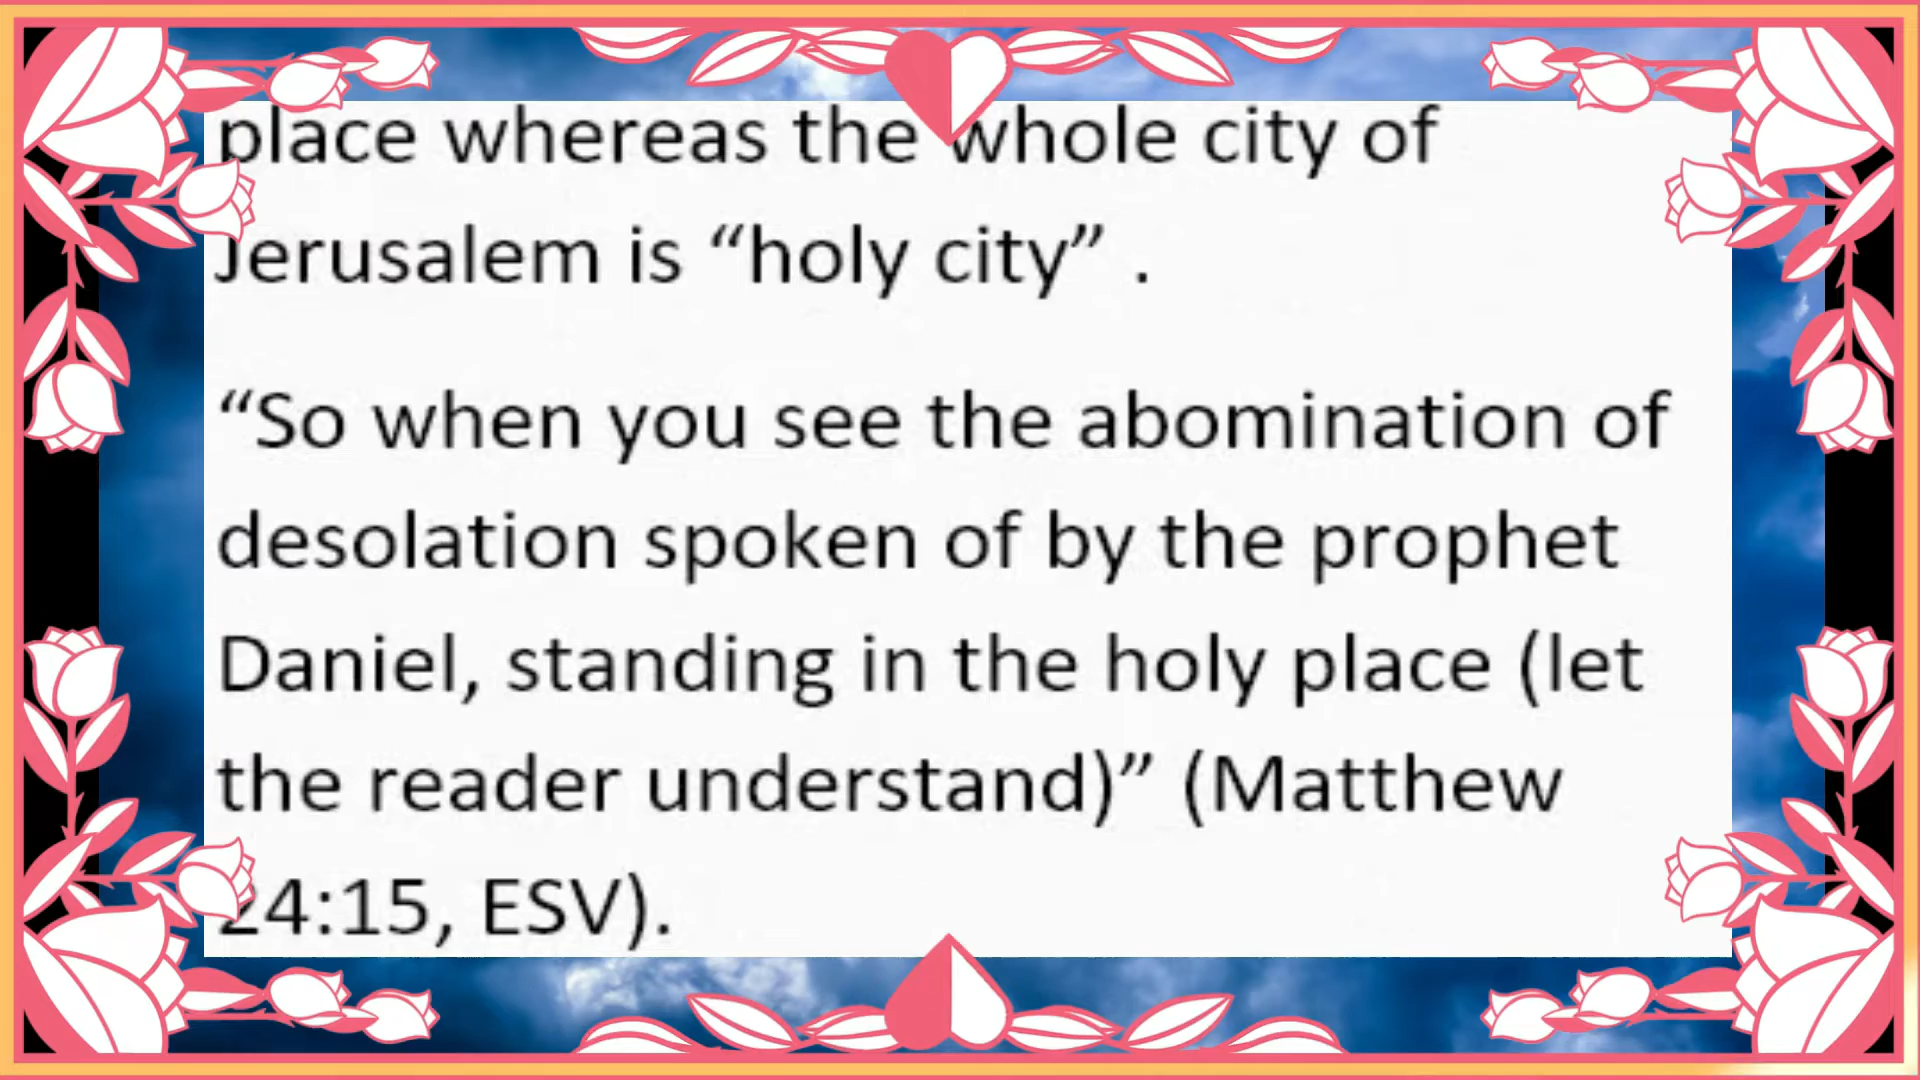 place whereas the whole city of
Jerusalem is “holy city” .
“So when you see the abomination of
desolation spoken of by the prophet
Daniel, standing in the holy place (let
the reader understand)” (Matthew
24:15, ESV).